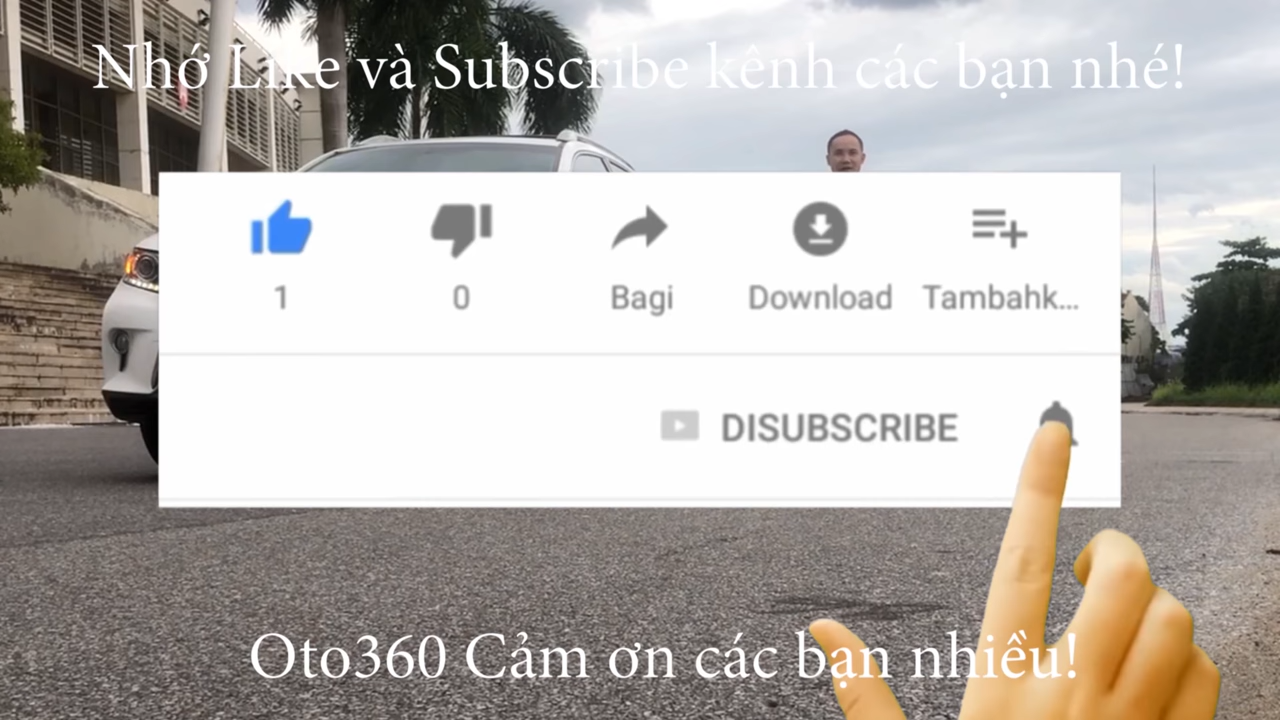 Nhớ Like và Subscribe kênh các bạn nhé!
1 0 Bagi Download Tambahk...
DISUBSCRIBE
Oto360 Cảm ơn các bạn nhiều!